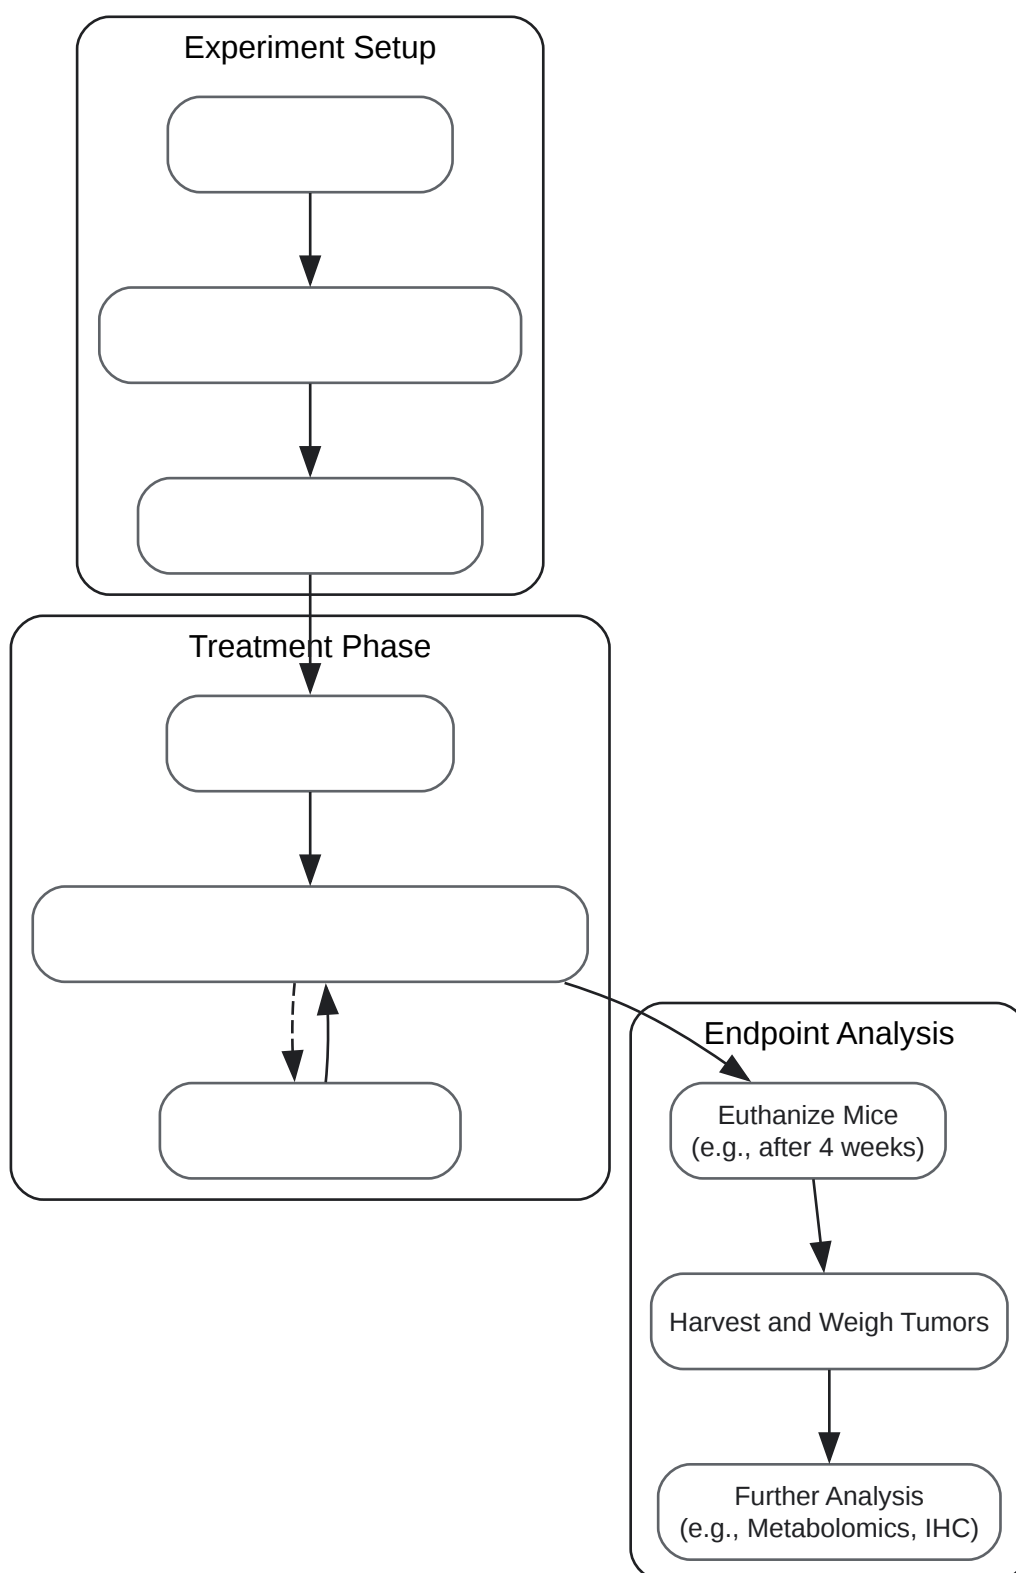 Experiment Setup
Treatment Phase
Endpoint Analysis
Euthanize Mice
(e.g., after 4 weeks)
Harvest and Weigh Tumors
Further Analysis
(e.g., Metabolomics, IHC)